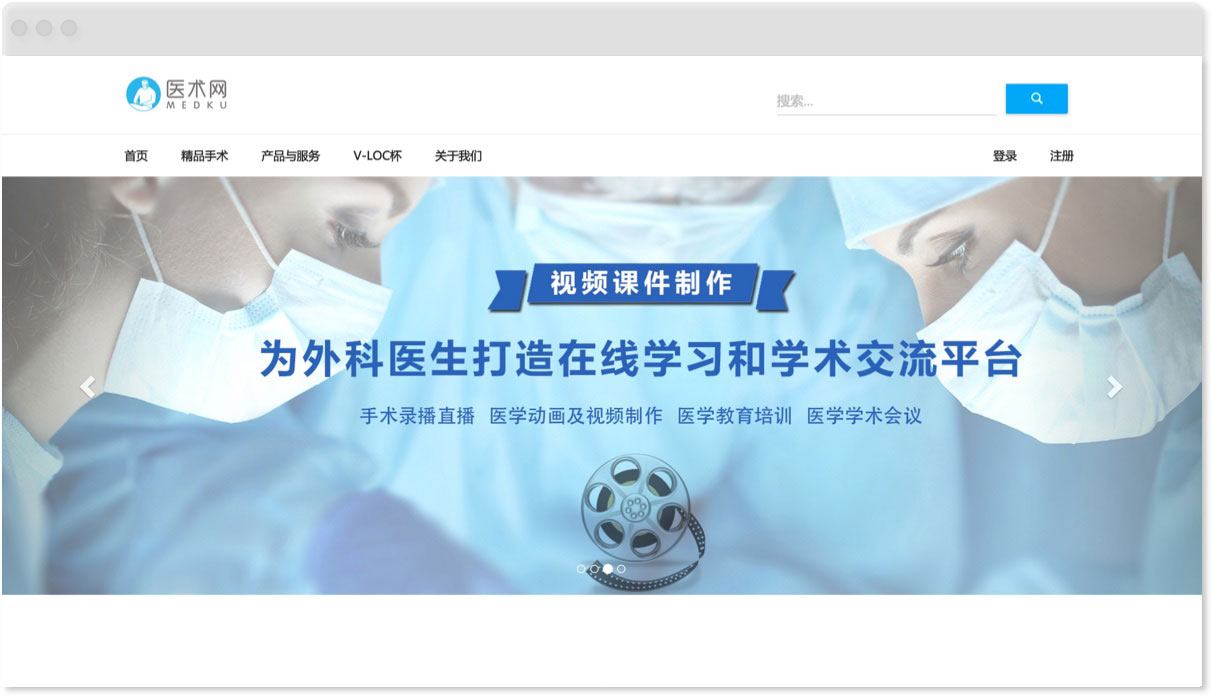 医术网
MEDKU
搜索...
首页 精品手术 产品与服务 V-LOC杯 关于我们 登录 注册
视频课件制作
为外科医生打造在线学习和学术交流平台
手术录播直播 医学动画及视频制作 医学教育培训 医学学术会议